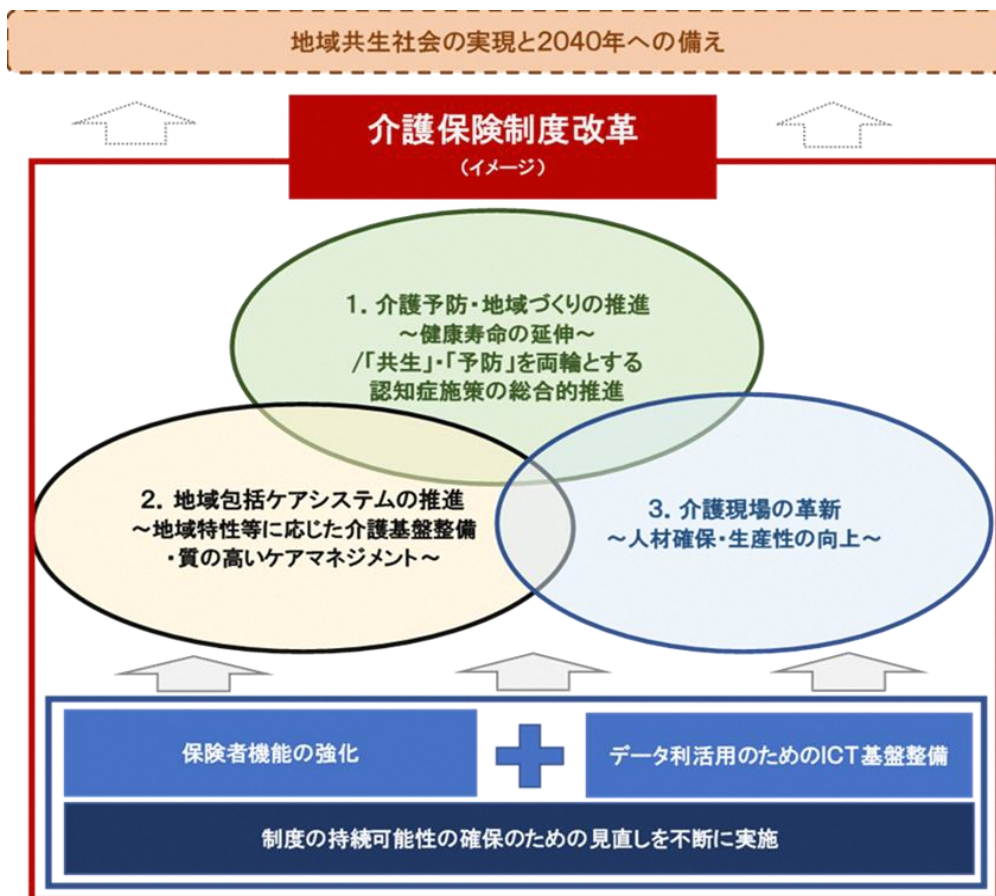 地域共生社会の実現と2040年への備え
介護保険制度改革
（イメージ）
1. 介護予防・地域づくりの推進
～健康寿命の延伸～
/「共生」・「予防」を両輪とする
認知症施策の総合的推進
2. 地域包括ケアシステムの推進
～地域特性等に応じた介護基盤整備
・質の高いケアマネジメント～
3. 介護現場の革新
～人材確保・生産性の向上～
保険者機能の強化
データ利活用のためのICT基盤整備
制度の持続可能性の確保のための見直しを不断に実施